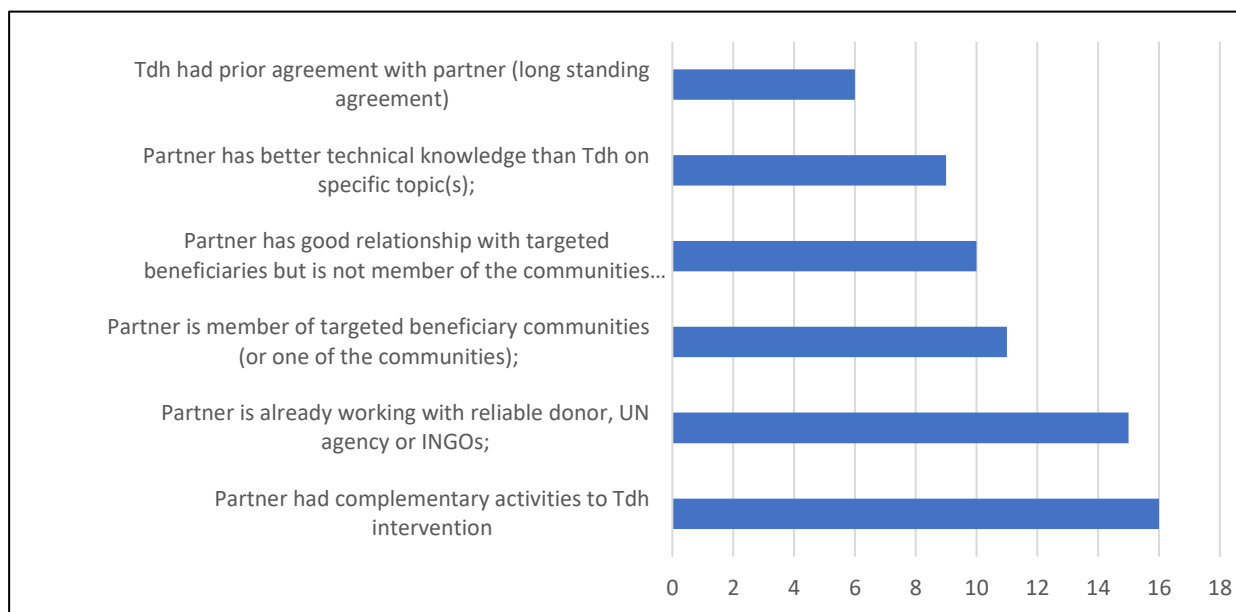 Tdh had prior agreement with partner (long standing
agreement)
Partner has better technical knowledge than Tdh on
specific topic(s);
Partner has good relationship with targeted
beneficiaries but is not member of the communities…
Partner is member of targeted beneficiary communities
(or one of the communities);
Partner is already working with reliable donor, UN
agency or INGOs;
Partner had complementary activities to Tdh
intervention
0 2 4 6 8 10 12 14 16 18